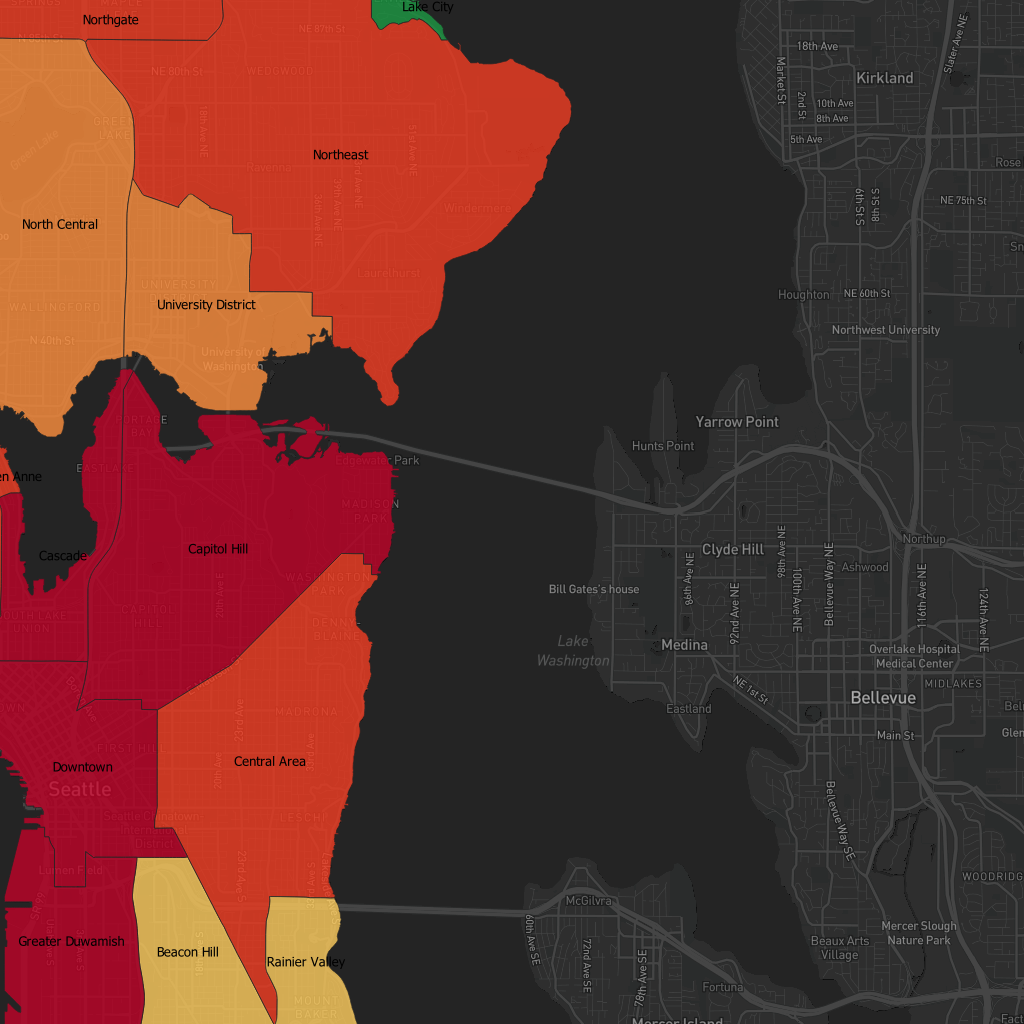 Lake City
Northgate
NE 87th St
18th Ave
Slater Ave NE
Market St
Kirkland
NE 80th St
WEDGWOOD
2nd St
10th Ave
8th Ave
5th Ave
Northeast
Rose
Windermere
6th St S
8th St S
NE 75th St
North Central
Laurelhurst
UNIVERSITY
Houghton
NE 60th St
WALLINGFORD
University District
Northwest University
N 40th St
University of
Washington
PORTAGE
BAY
Yarrow Point
Hunts Point
Edgewater Park
MADISON
PARK
Capitol Hill
Cascade
Clyde Hill
Northup
98th Ave NE
Ashwood
86th Ave NE
100th Ave NE
Bellevue Way NE
116th Ave NE
124th Ave NE
92nd Ave NE
Bill Gates's house
WASHINGTON
PARK
DENNY-
BLAINE
Lake
Washington
Medina
Overlake Hospital
Medical Center
NE 1st St
MIDLAKES
Bellevue
Eastland
MADRONA
23rd Ave
Main St
FIRST HILL
Downtown
Central Area
Seattle
LESCHI
Bellevue Way SE
District
Lumen Field
WOODRIDG
McGilvra
60th Ave SE
Greater Duwamish
Beacon Hill
Rainier Valley
72nd Ave SE
78th Ave SE
Mercer Slough
Nature Park
Beaux Arts
Village
Fortuna
MOUNT
BAKER
Mercer Island